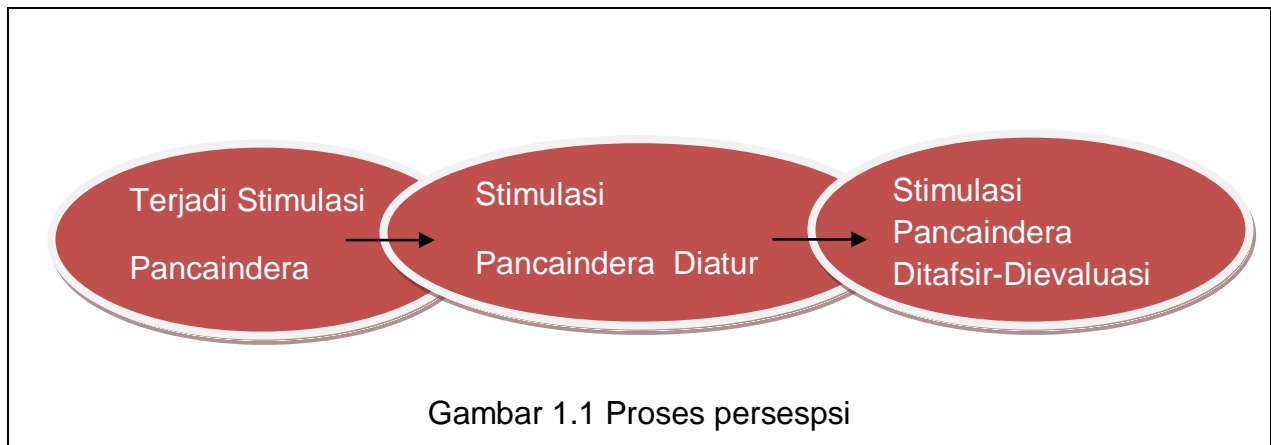 Terjadi Stimulasi
Pancaindera
Stimulasi
Pancaindera Diatur
Stimulasi
Pancaindera
Ditafsir-Dievaluasi
Gambar 1.1 Proses persespsi